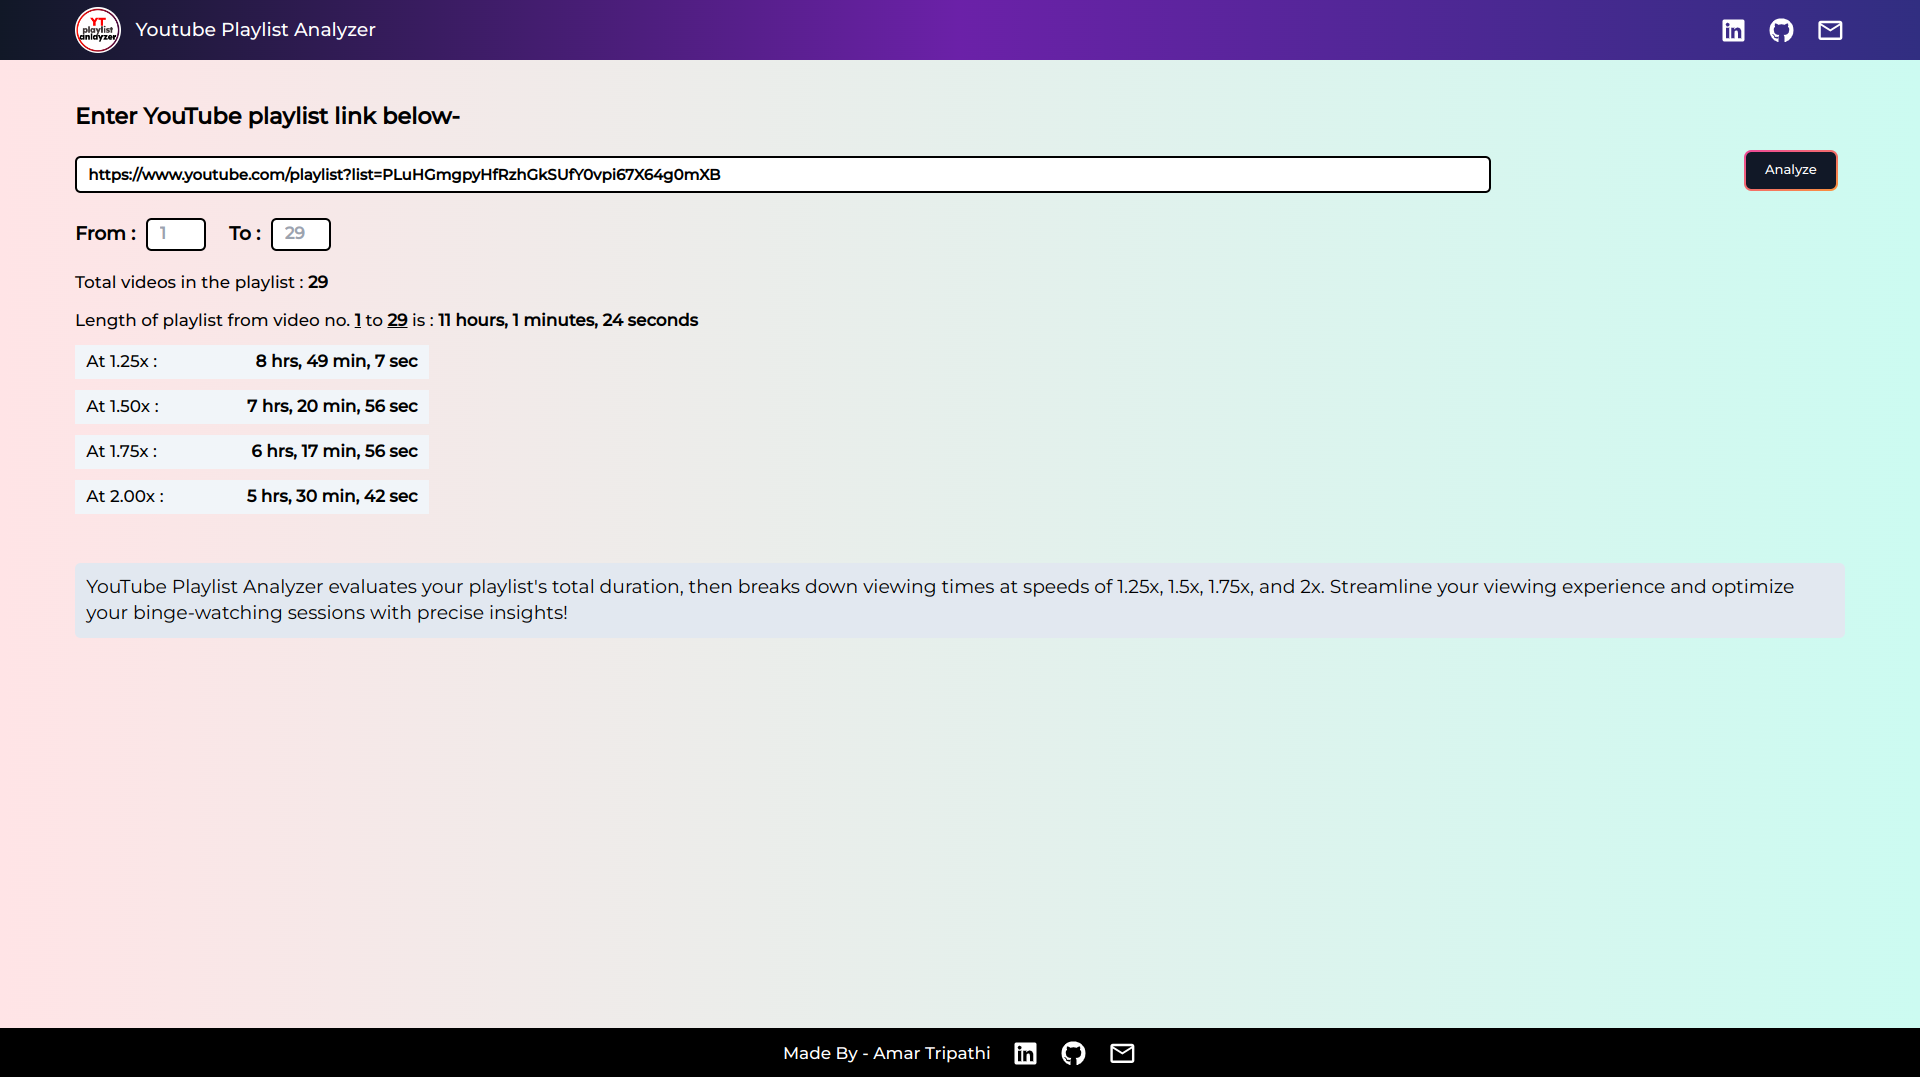 YT
playlist
analyzer
Youtube Playlist Analyzer
Enter YouTube playlist link below-
https://www.youtube.com/playlist?list=PLuHGmgpyHfRzhGkSUfY0vpi67X64g0mXB
Analyze
From : 1 To : 29
Total videos in the playlist : 29
Length of playlist from video no. 1 to 29 is : 11 hours, 1 minutes, 24 seconds
At 1.25x : 8 hrs, 49 min, 7 sec
At 1.50x : 7 hrs, 20 min, 56 sec
At 1.75x : 6 hrs, 17 min, 56 sec
At 2.00x : 5 hrs, 30 min, 42 sec
YouTube Playlist Analyzer evaluates your playlist's total duration, then breaks down viewing times at speeds of 1.25x, 1.5x, 1.75x, and 2x. Streamline your viewing experience and optimize
your binge-watching sessions with precise insights!
Made By - Amar Tripathi